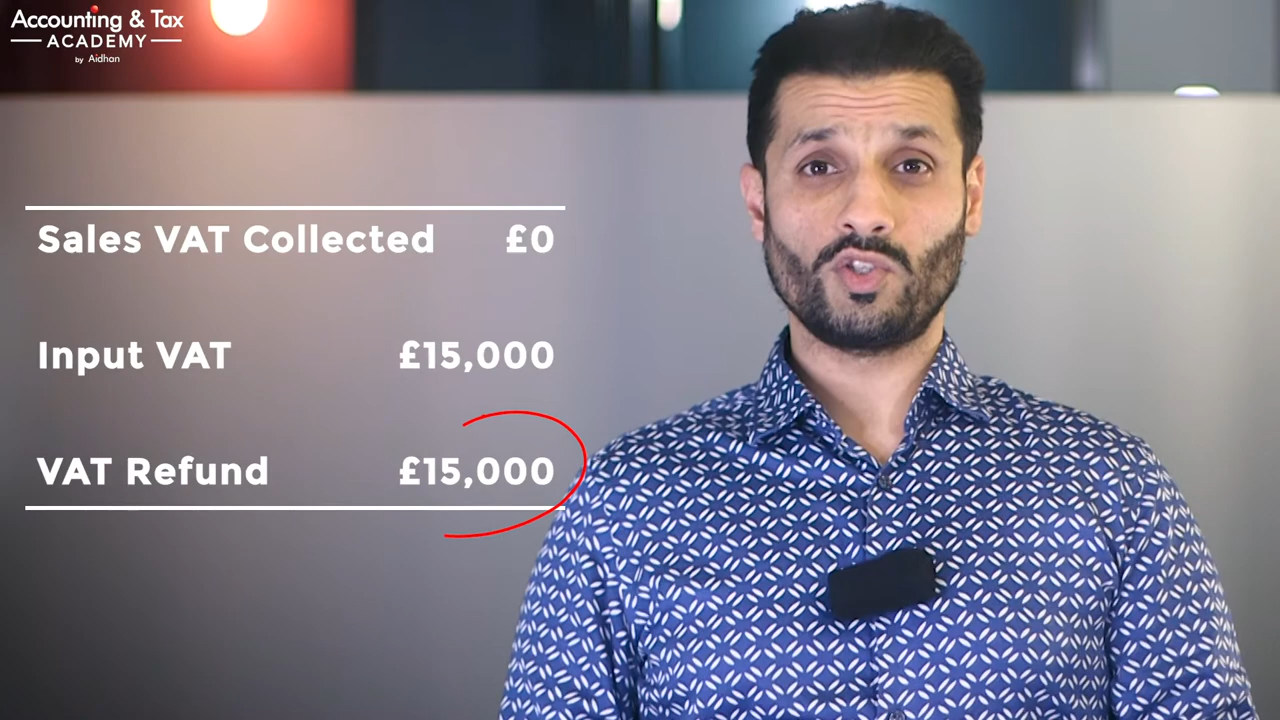 Accounting & Tax
ACADEMY
by Aidhan
Sales VAT Collected £0
Input VAT £15,000
VAT Refund £15,000